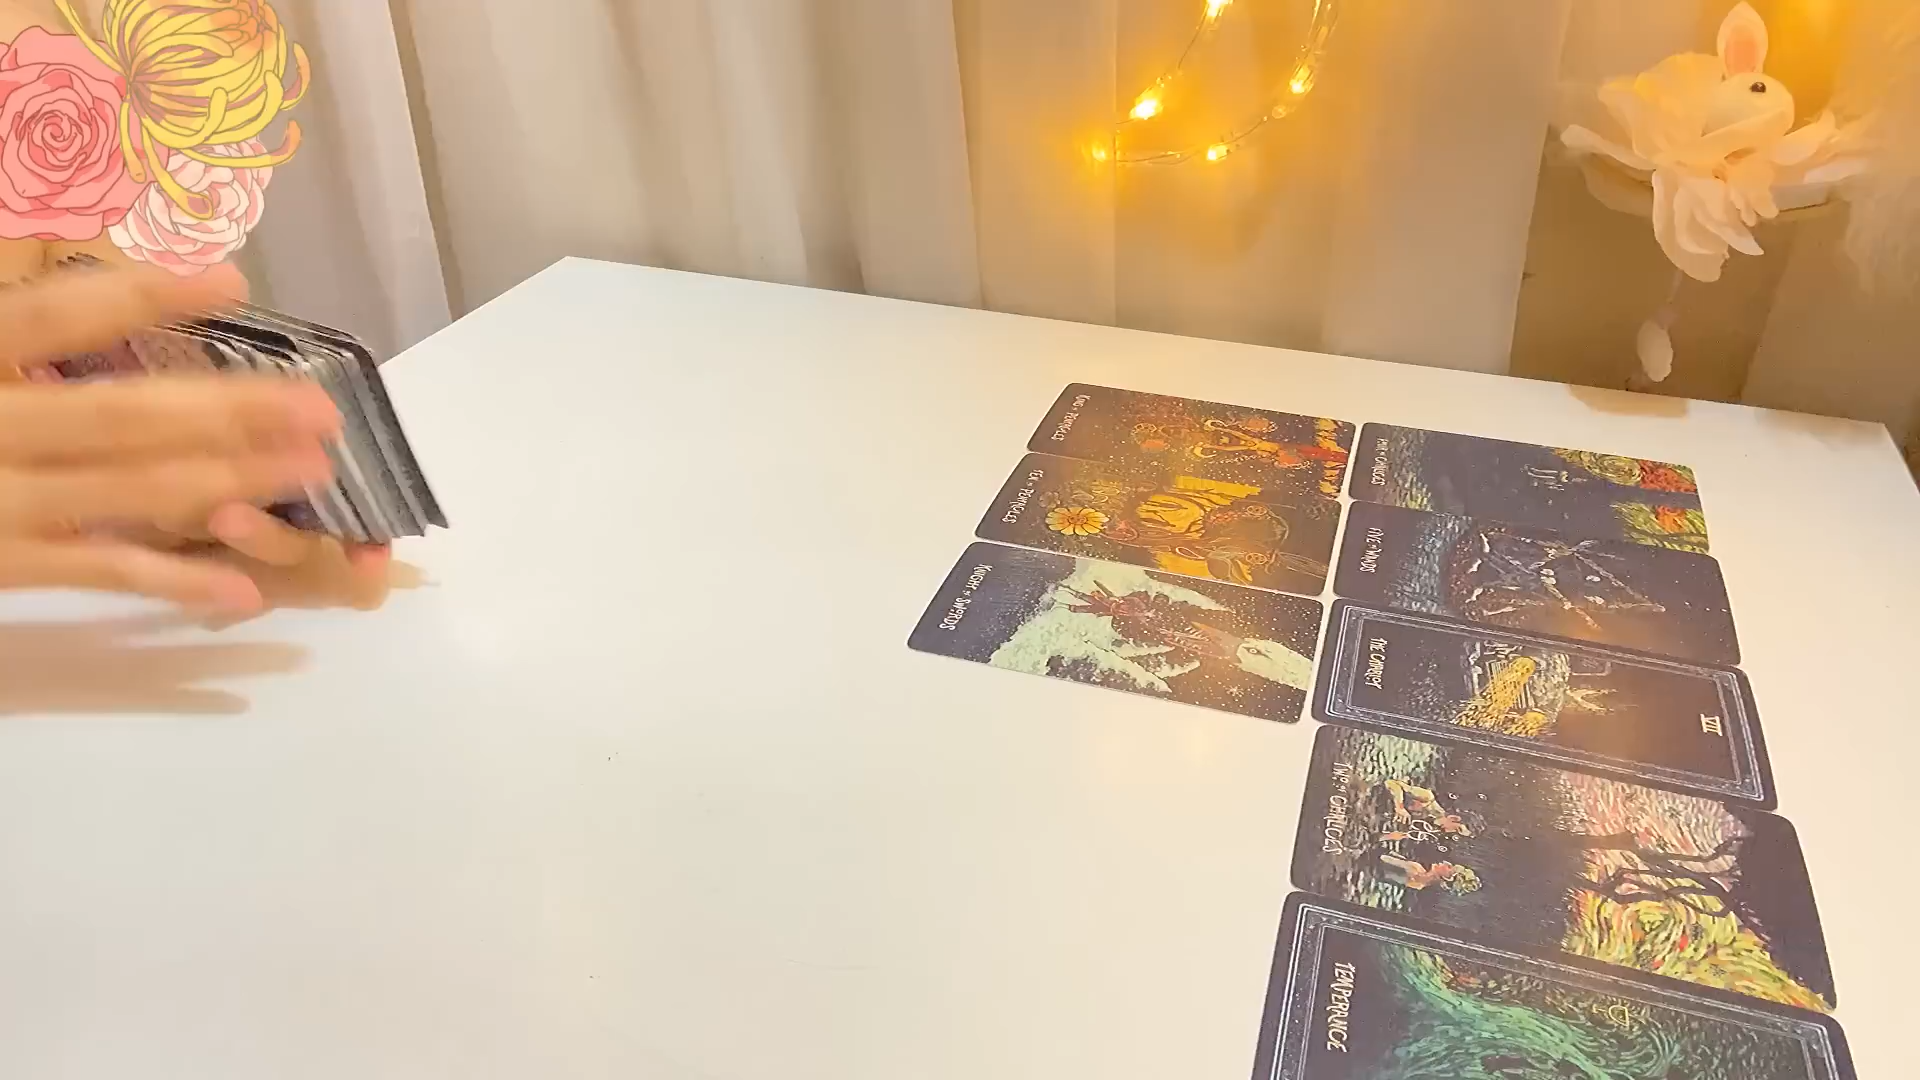 KING OF PENTACLES
TEN OF PENTACLES
KNIGHT OF SWORDS
OF CHALICES
FIVE OF WANDS
THE CHARIOT
VII
TWO OF CHALICES
TEMPERANCE